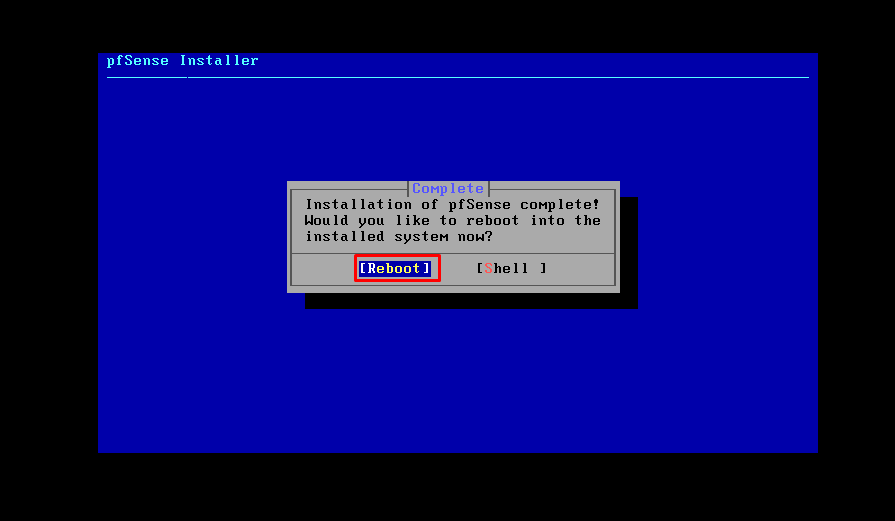 pfSense Installer
Complete
Installation of pfSense complete!
Would you like to reboot into the
installed system now?
[Reboot] [ Shell ]